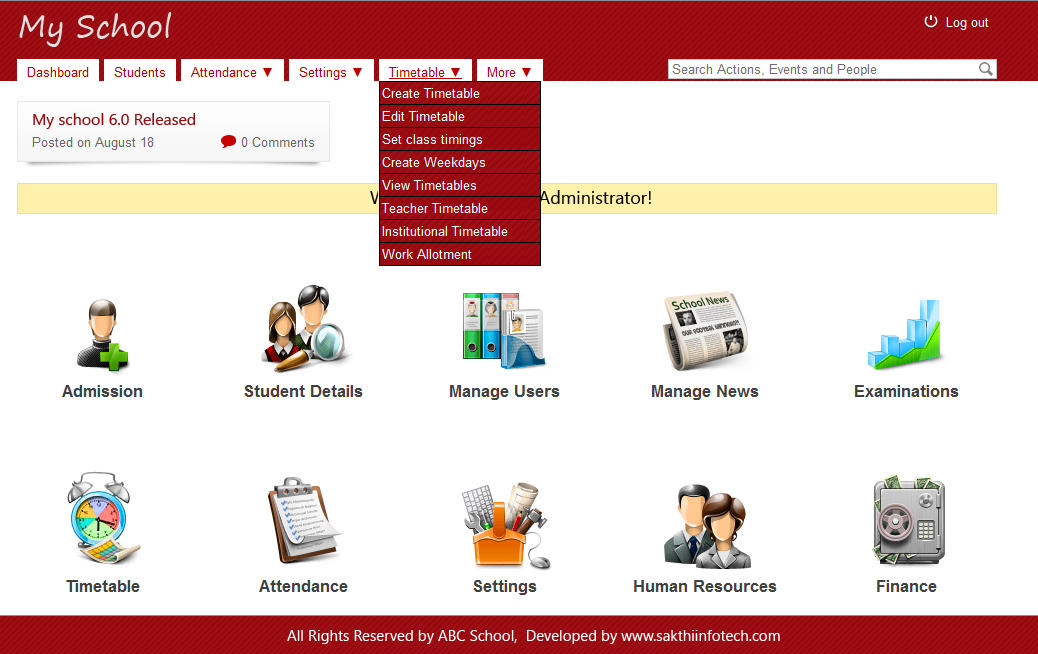 My School
Log out
Dashboard
Students
Attendance ▼
Settings ▼
Timetable ▼
More ▼
Search Actions, Events and People
Create Timetable
Edit Timetable
Set class timings
Create Weekdays
View Timetables
Teacher Timetable
Institutional Timetable
Work Allotment
My school 6.0 Released
Posted on August 18
0 Comments
Administrator!
School News
Admission
Student Details
Manage Users
Manage News
Examinations
Timetable
Attendance
Settings
Human Resources
Finance
All Rights Reserved by ABC School, Developed by www.sakthiinfotech.com